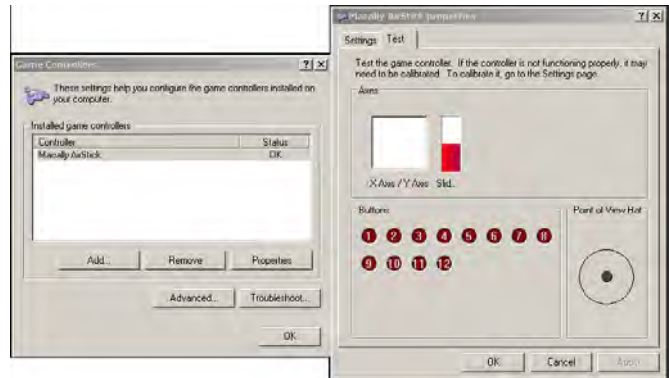 Game Controllers
These settings help you configure the game controllers installed on
your computer.
Installed game controllers
Controller Status
Macally AirStick OK
Add... Remove Properties
Advanced... Troubleshoot...
OK
Macally AirStick properties
Settings Test
Test the game controller. If the controller is not functioning properly, it may
need to be calibrated. To calibrate it, go to the Settings page.
Axes
X Axis / Y Axis Slid..
Buttons
1 2 3 4 5 6 7 8
9 10 11 12
Point of View Hat
OK Cancel Apply